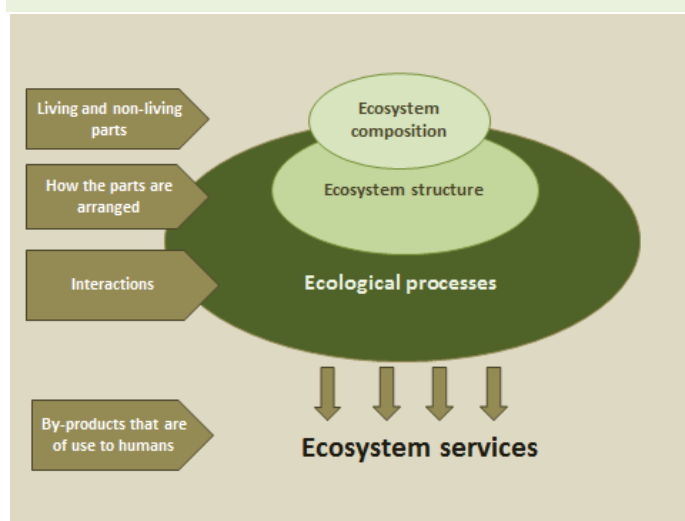 Living and non-living
parts
Ecosystem
composition
How the parts are
arranged
Ecosystem structure
Interactions
Ecological processes
By-products that are
of use to humans
Ecosystem services